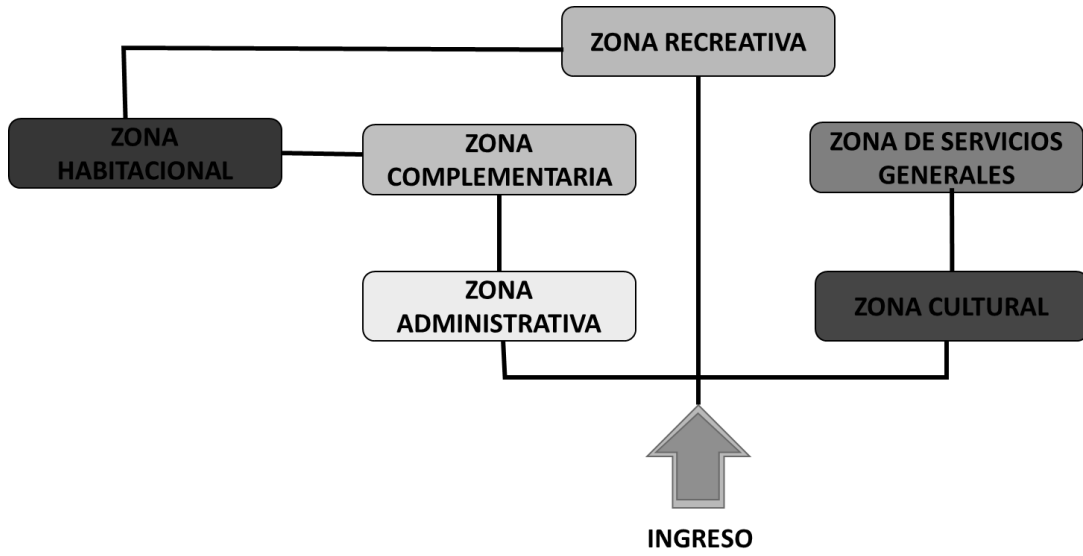 ZONA RECREATIVA
ZONA
HABITACIONAL
ZONA
COMPLEMENTARIA
ZONA DE SERVICIOS
GENERALES
ZONA
ADMINISTRATIVA
ZONA CULTURAL
INGRESO